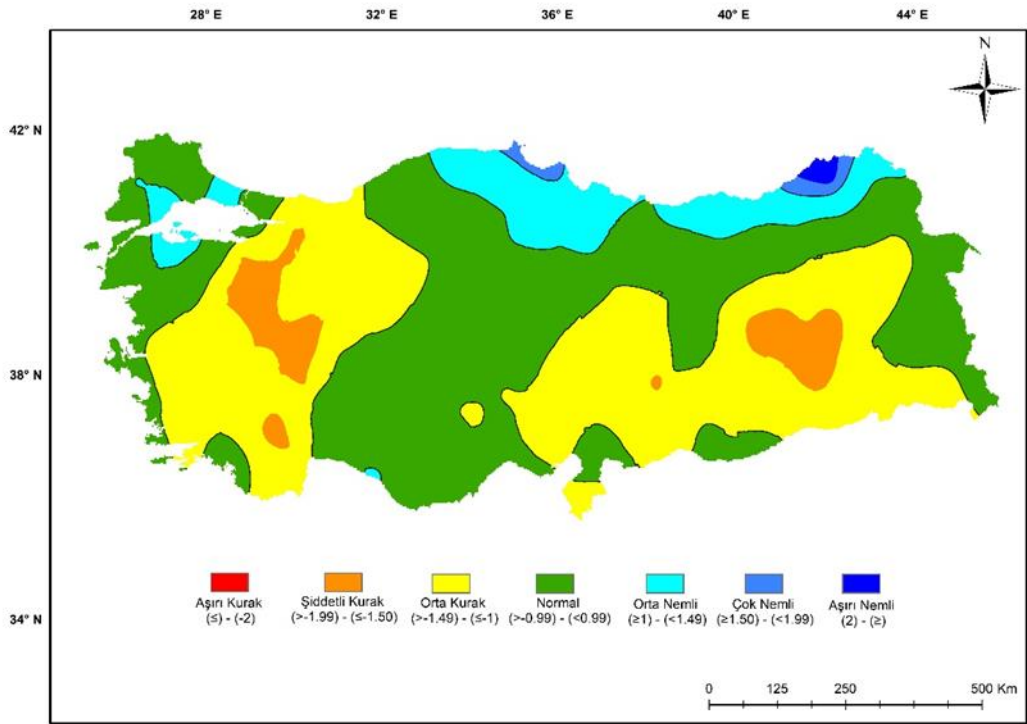 28° E 32° E 36° E 40° E 44° E
N
42° N
38° N
34° N
Aşırı Kurak Şiddetli Kurak Orta Kurak Normal Orta Nemli Çok Nemli Aşırı Nemli
(≤) - (-2) (>-1.99) - (≤-1.50) (>-1.49) - (≤-1) (>-0.99) - (<0.99) (≥1) - (<1.49) (≥1.50) - (<1.99) (2) - (≥)
0 125 250 500 Km